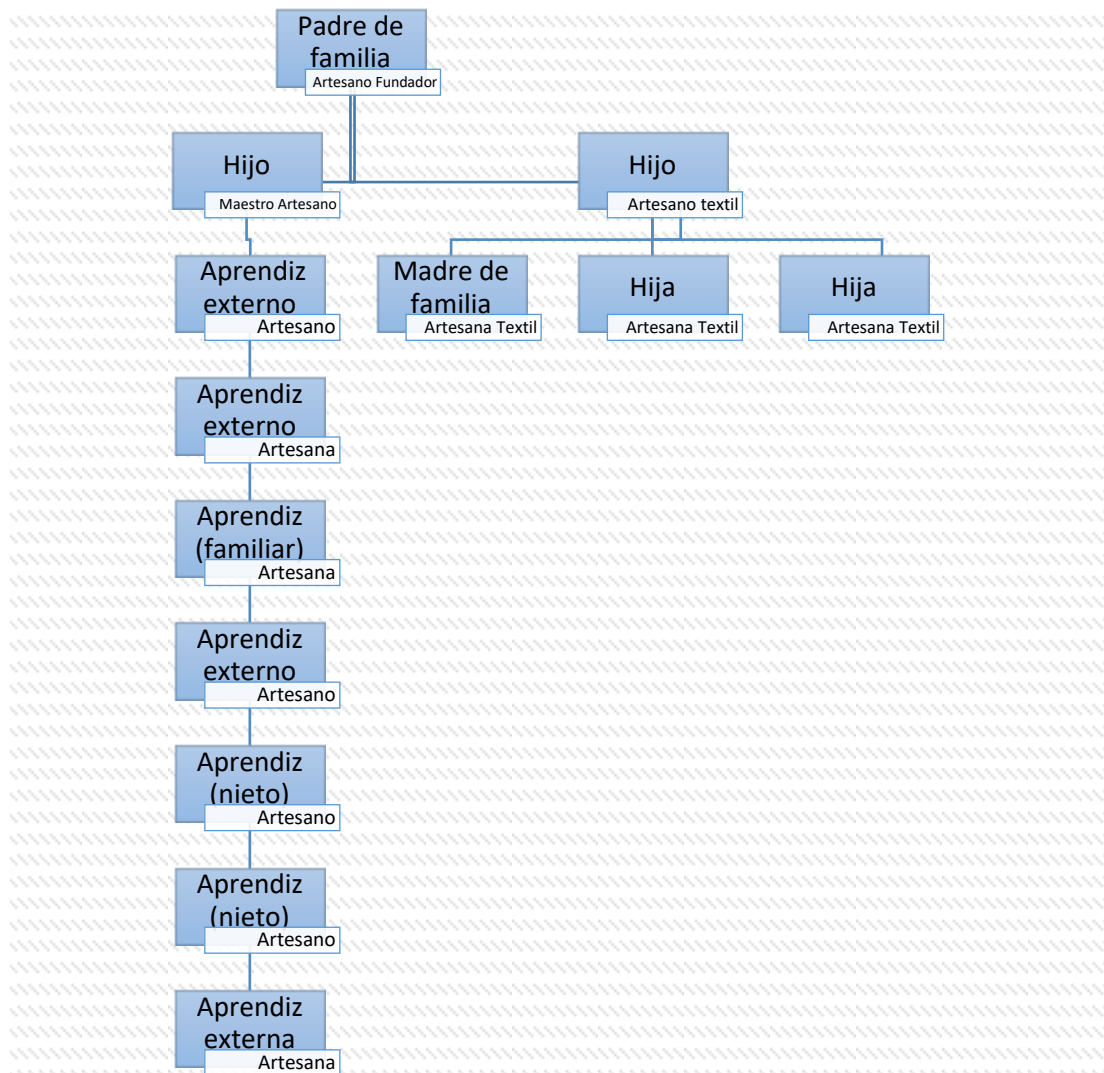 Padre de
familia
Artesano Fundador
Hijo
Maestro Artesano
Hijo
Artesano textil
Aprendiz
externo
Artesano
Madre de
familia
Artesana Textil
Hija
Artesana Textil
Hija
Artesana Textil
Aprendiz
externo
Artesana
Aprendiz
(familiar)
Artesana
Aprendiz
externo
Artesano
Aprendiz
(nieto)
Artesano
Aprendiz
(nieto)
Artesano
Aprendiz
externa
Artesana